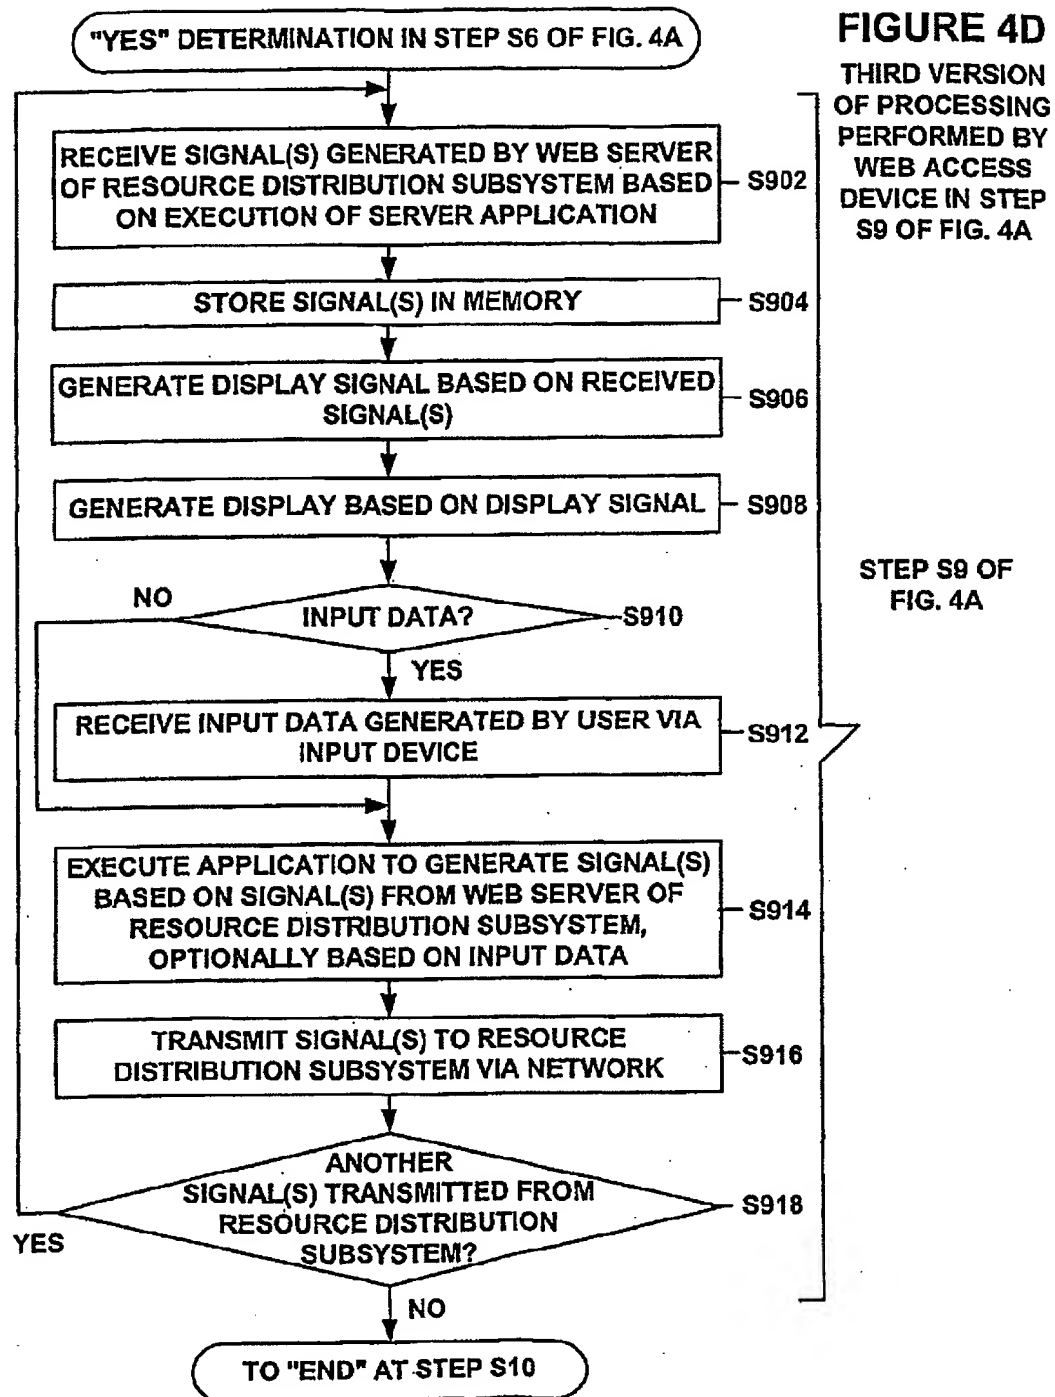 "YES" DETERMINATION IN STEP S6 OF FIG. 4A
FIGURE 4D
THIRD VERSION
OF PROCESSING
PERFORMED BY
WEB ACCESS
DEVICE IN STEP
S9 OF FIG. 4A
RECEIVE SIGNAL(S) GENERATED BY WEB SERVER
OF RESOURCE DISTRIBUTION SUBSYSTEM BASED
ON EXECUTION OF SERVER APPLICATION
S902
STORE SIGNAL(S) IN MEMORY
S904
GENERATE DISPLAY SIGNAL BASED ON RECEIVED
SIGNAL(S)
S906
GENERATE DISPLAY BASED ON DISPLAY SIGNAL
S908
STEP S9 OF
FIG. 4A
NO
INPUT DATA?
S910
YES
RECEIVE INPUT DATA GENERATED BY USER VIA
INPUT DEVICE
S912
EXECUTE APPLICATION TO GENERATE SIGNAL(S)
BASED ON SIGNAL(S) FROM WEB SERVER OF
RESOURCE DISTRIBUTION SUBSYSTEM,
OPTIONALLY BASED ON INPUT DATA
S914
TRANSMIT SIGNAL(S) TO RESOURCE
DISTRIBUTION SUBSYSTEM VIA NETWORK
S916
ANOTHER
SIGNAL(S) TRANSMITTED FROM
RESOURCE DISTRIBUTION
SUBSYSTEM?
S918
YES
NO
TO "END" AT STEP S10